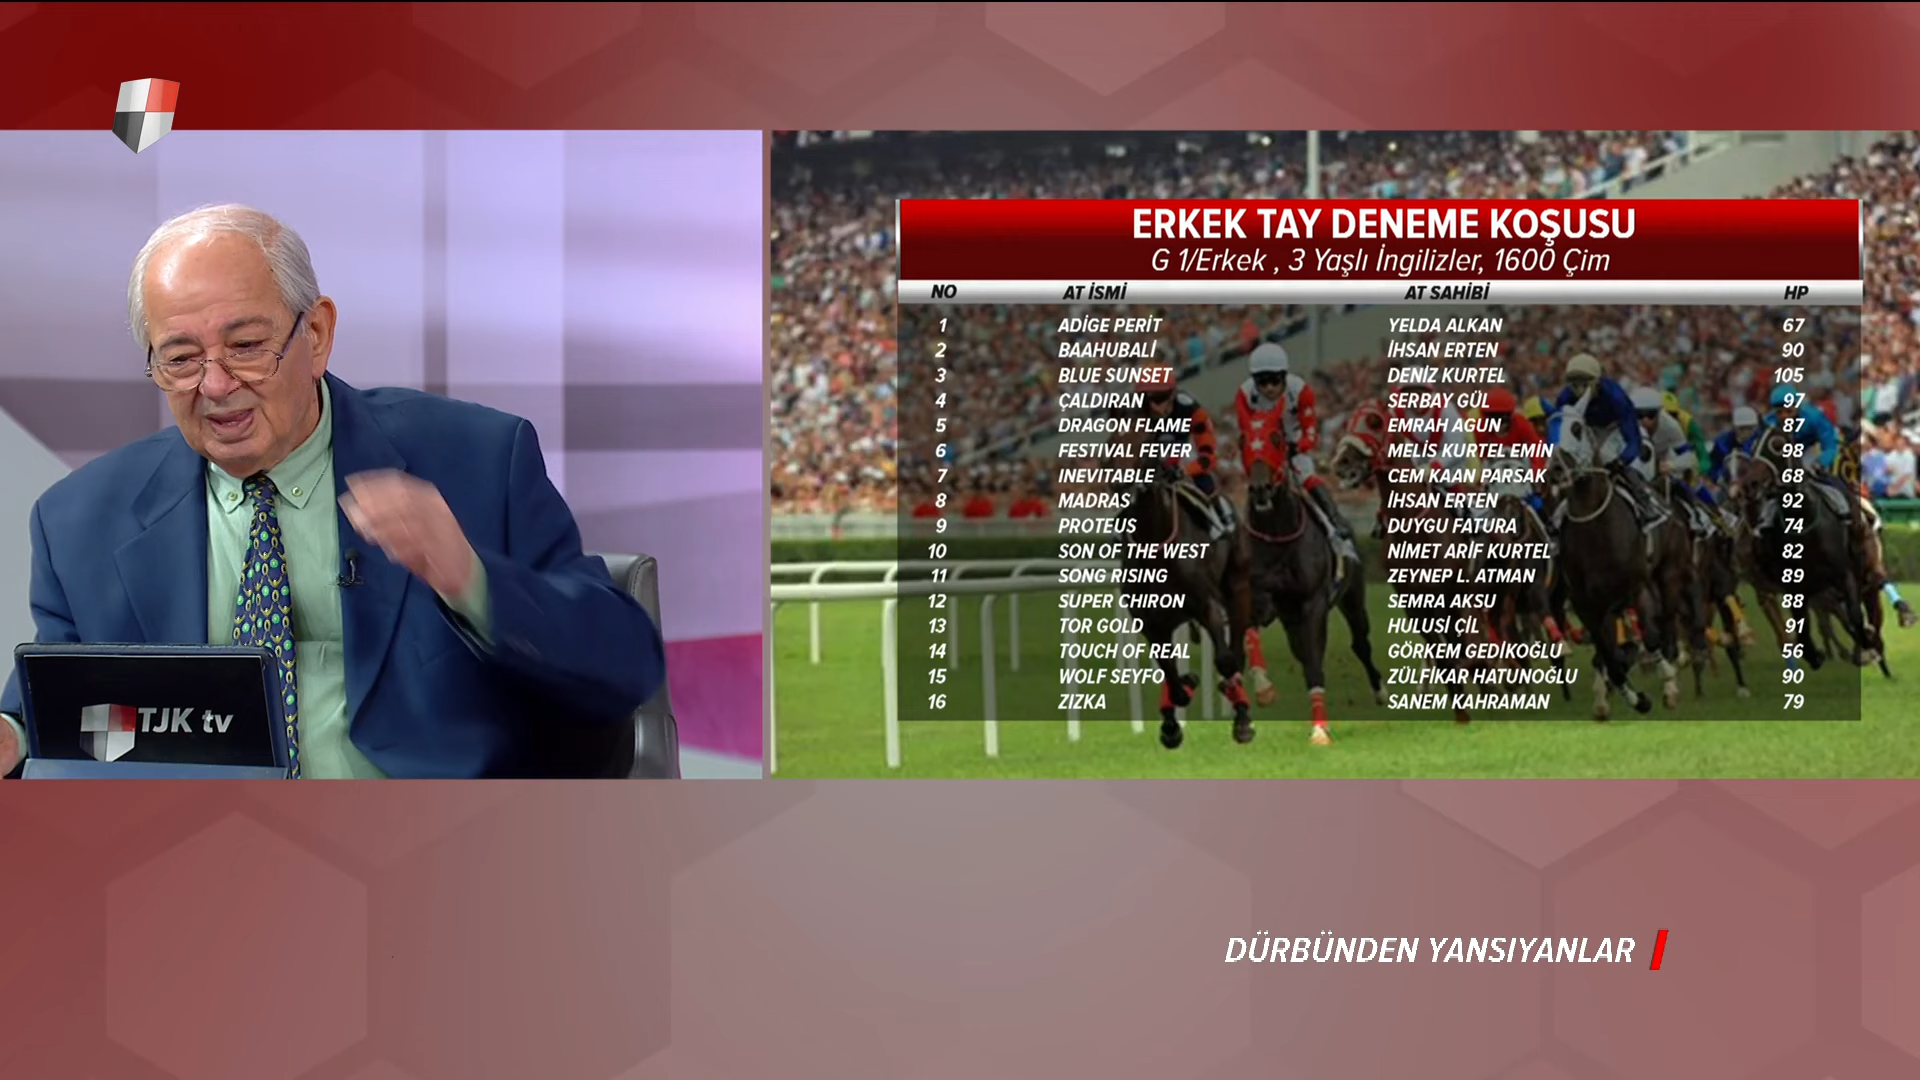 ERKEK TAY DENEME KOŞUSU
G 1/Erkek , 3 Yaşlı İngilizler, 1600 Çim
NO AT İSMİ AT SAHİBİ HP
1 ADİGE PERİT YELDA ALKAN 67
2 BAAHUBALİ İHSAN ERTEN 90
3 BLUE SUNSET DENİZ KURTEL 105
4 ÇALDIRAN SERBAY GÜL 97
5 DRAGON FLAME EMRAH AGUN 87
6 FESTIVAL FEVER MELİS KURTEL EMİN 98
7 INEVITABLE CEM KAAN PARSAK 68
8 MADRAS İHSAN ERTEN 92
9 PROTEUS DUYGU FATURA 74
10 SON OF THE WEST NİMET ARİF KURTEL 82
11 SONG RISING ZEYNEP L. ATMAN 89
12 SUPER CHIRON SEMRA AKSU 88
13 TOR GOLD HULUSİ ÇİL 91
14 TOUCH OF REAL GÖRKEM GEDİKOĞLU 56
15 WOLF SEYFO ZÜLFİKAR HATUNOĞLU 90
16 ZIZKA SANEM KAHRAMAN 79
TJK tv
DÜRBÜNDEN YANSIYANLAR